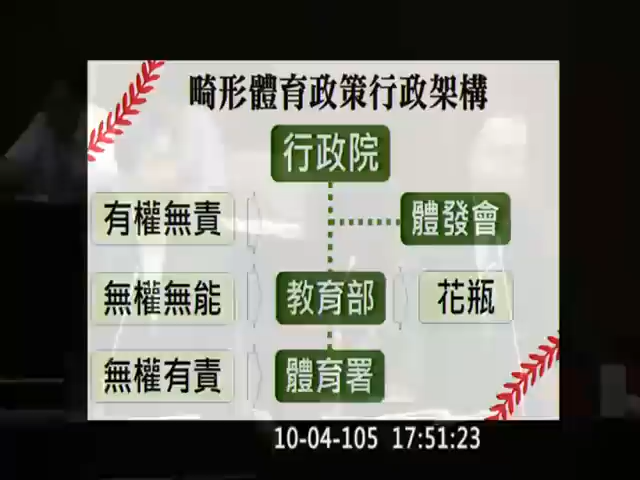 畸形體育政策行政架構
行政院
有權無責
體發會
無權無能
教育部
花瓶
無權有責
體育署
10-04-105 17:51:23